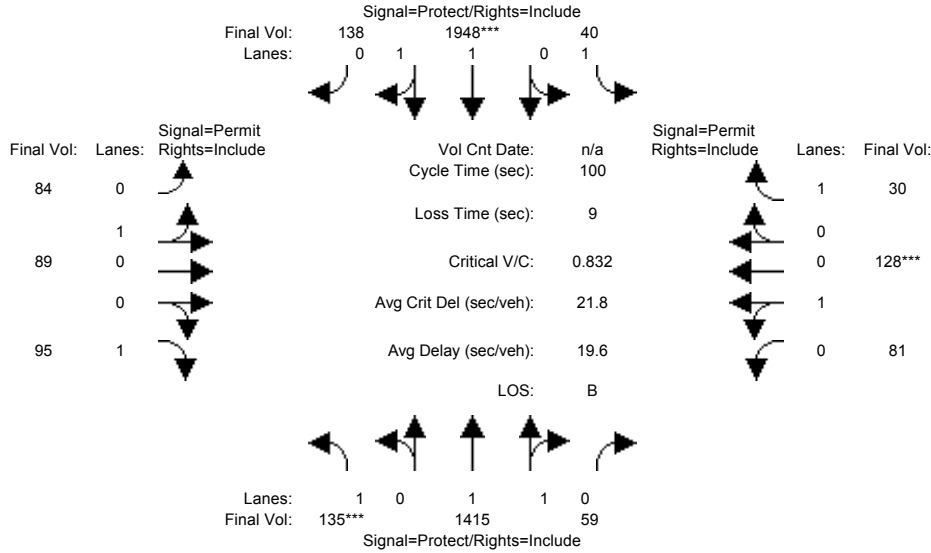 Signal=Protect/Rights=Include
Final Vol: 138 1948*** 40
Lanes: 0 1 1 0 1
Signal=Permit Signal=Permit
Final Vol: Lanes: Rights=Include Vol Cnt Date: n/a Rights=Include Lanes: Final Vol:
Cycle Time (sec): 100
84 0 1 30
Loss Time (sec): 9
1 0
89 0 Critical V/C: 0.832 0 128***
0 Avg Crit Del (sec/veh): 21.8 1
95 1 Avg Delay (sec/veh): 19.6 0 81
LOS: B
Lanes: 1 0 1 1 0
Final Vol: 135*** 1415 59
Signal=Protect/Rights=Include